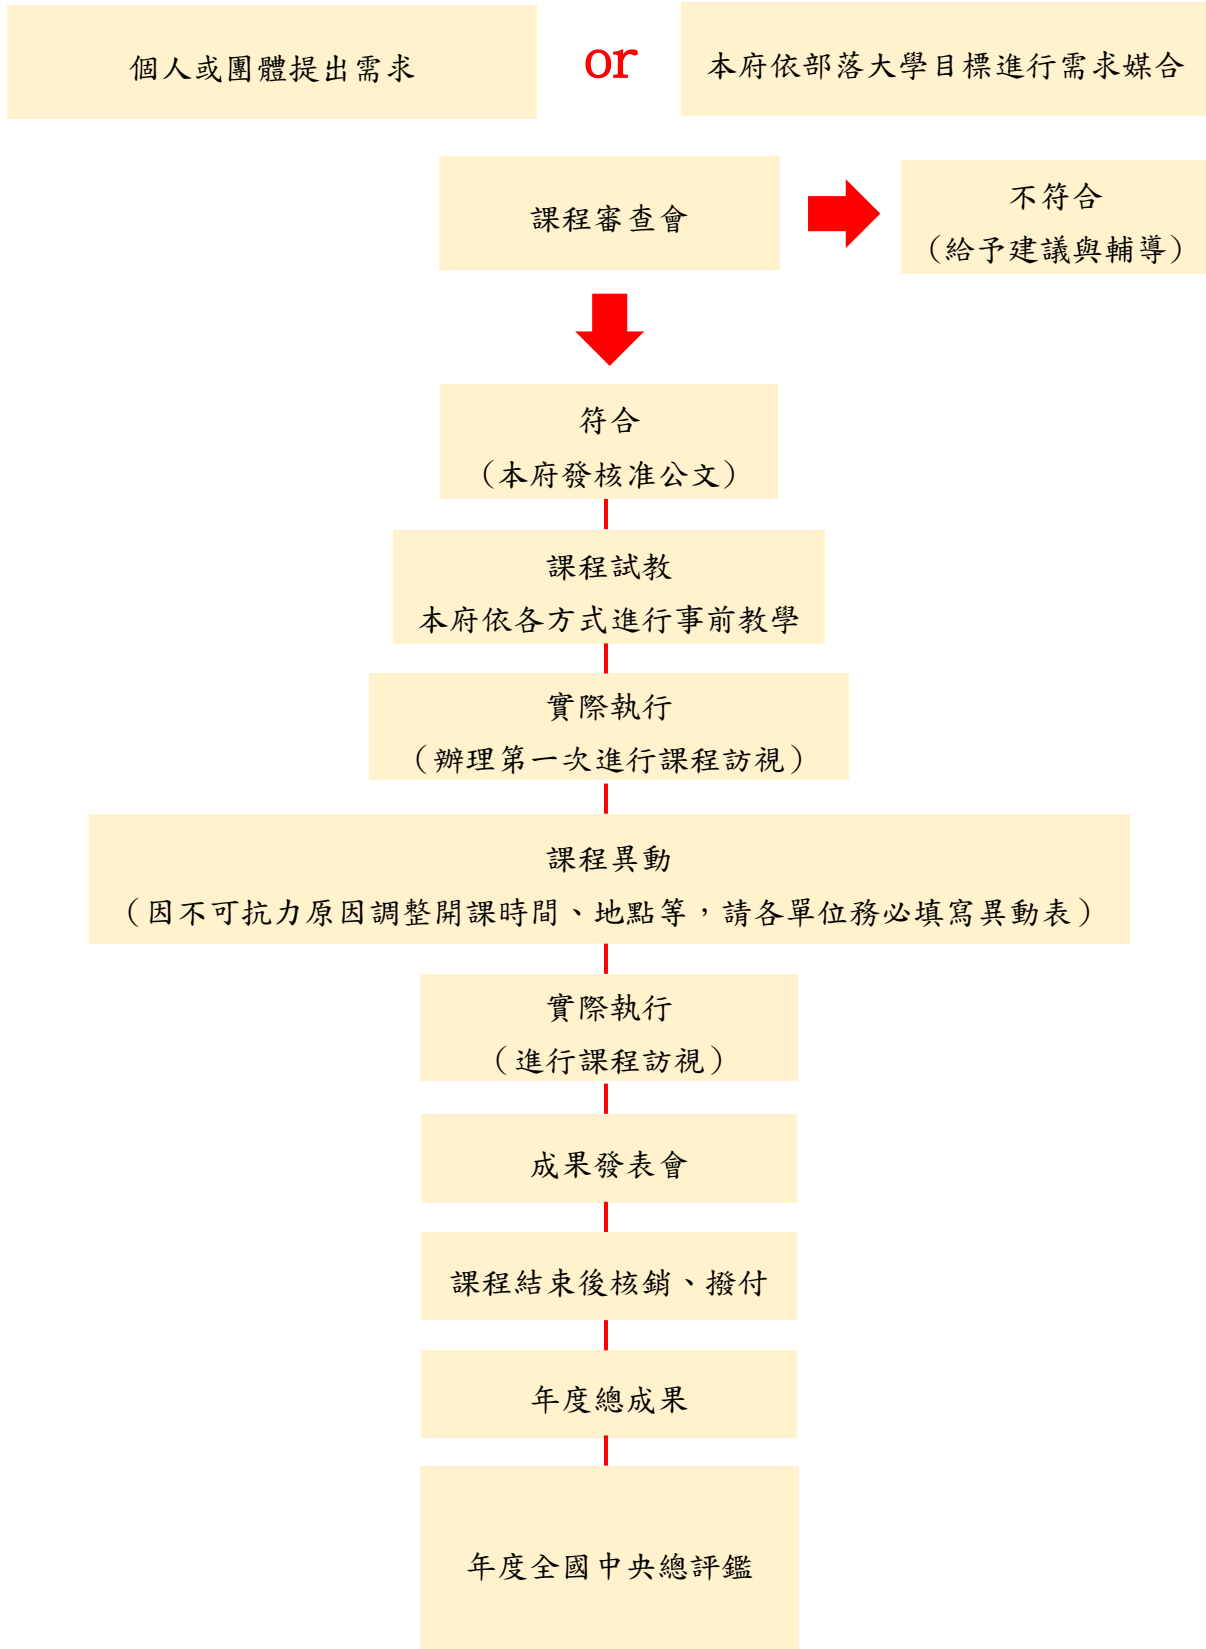 個人或團體提出需求
or
本府依部落大學目標進行需求媒合
課程審查會
不符合
（給予建議與輔導）
符合
（本府發核准公文）
課程試教
本府依各方式進行事前教學
實際執行
（辦理第一次進行課程訪視）
課程異動
（因不可抗力原因調整開課時間、地點等，請各單位務必填寫異動表）
實際執行
（進行課程訪視）
成果發表會
課程結束後核銷、撥付
年度總成果
年度全國中央總評鑑